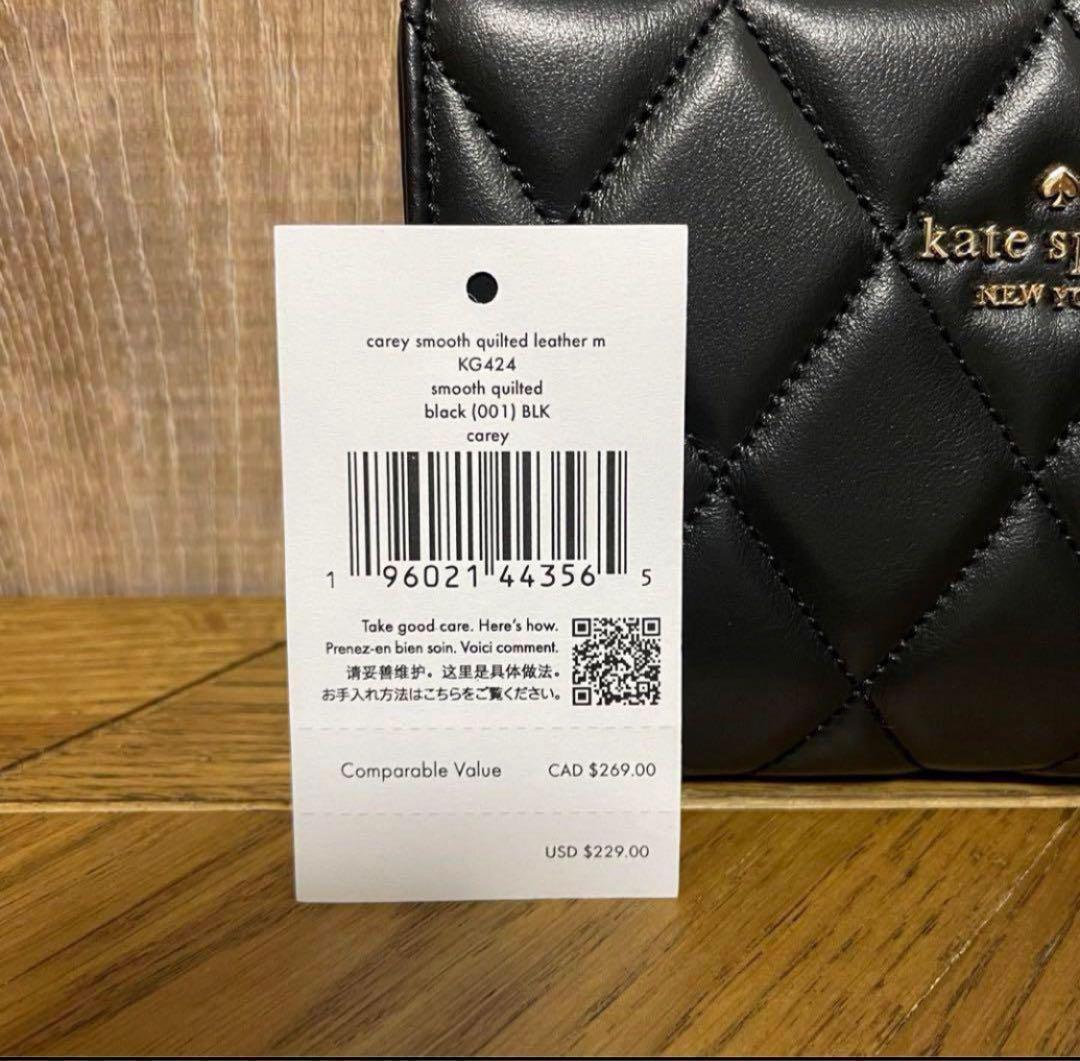 kate
NEW
carey smooth quilted leather m
KG424
smooth quilted
black (001) BLK
carey
1 96021 44356 5
Take good care. Here's how.
Prenez-en bien soin. Voici comment.
请妥善维护。这里是具体做法。
お手入れ方法はこちらをご覧ください。
Comparable Value CAD $269.00
USD $229.00